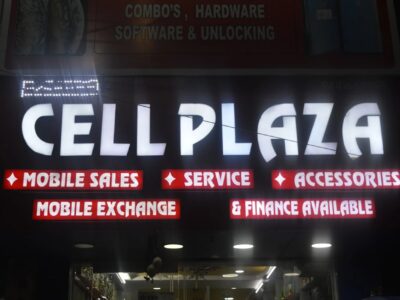 COMBO'S, HARDWARE
SOFTWARE & UNLOCKING
CELL PLAZA
MOBILE SALES SERVICE ACCESSORIES
MOBILE EXCHANGE & FINANCE AVAILABLE